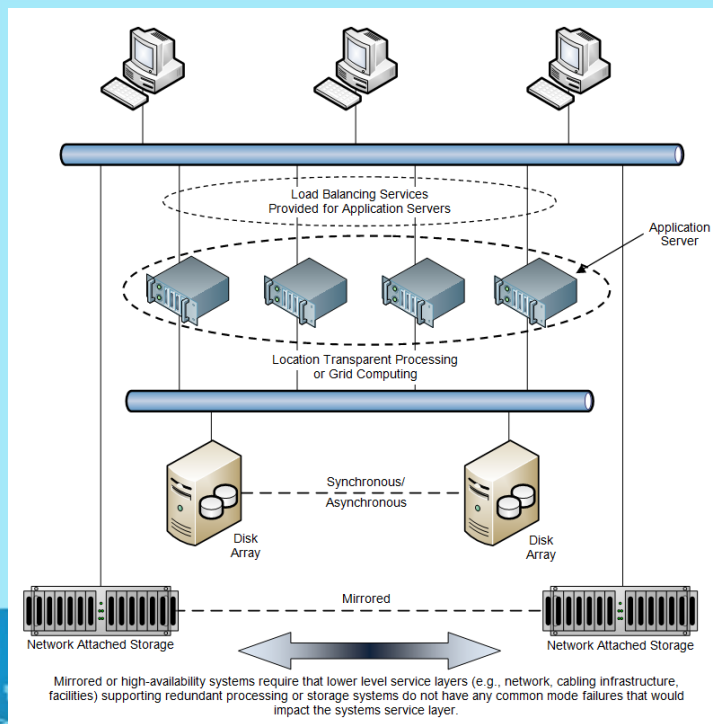 Load Balancing Services
Provided for Application Servers
Application
Server
Location Transparent Processing
or Grid Computing
Synchronous/
Asynchronous
Disk
Array
Disk
Array
Mirrored
Network Attached Storage
Network Attached Storage
Mirrored or high-availability systems require that lower level service layers (e.g., network, cabling infrastructure,
facilities) supporting redundant processing or storage systems do not have any common mode failures that would
impact the systems service layer.